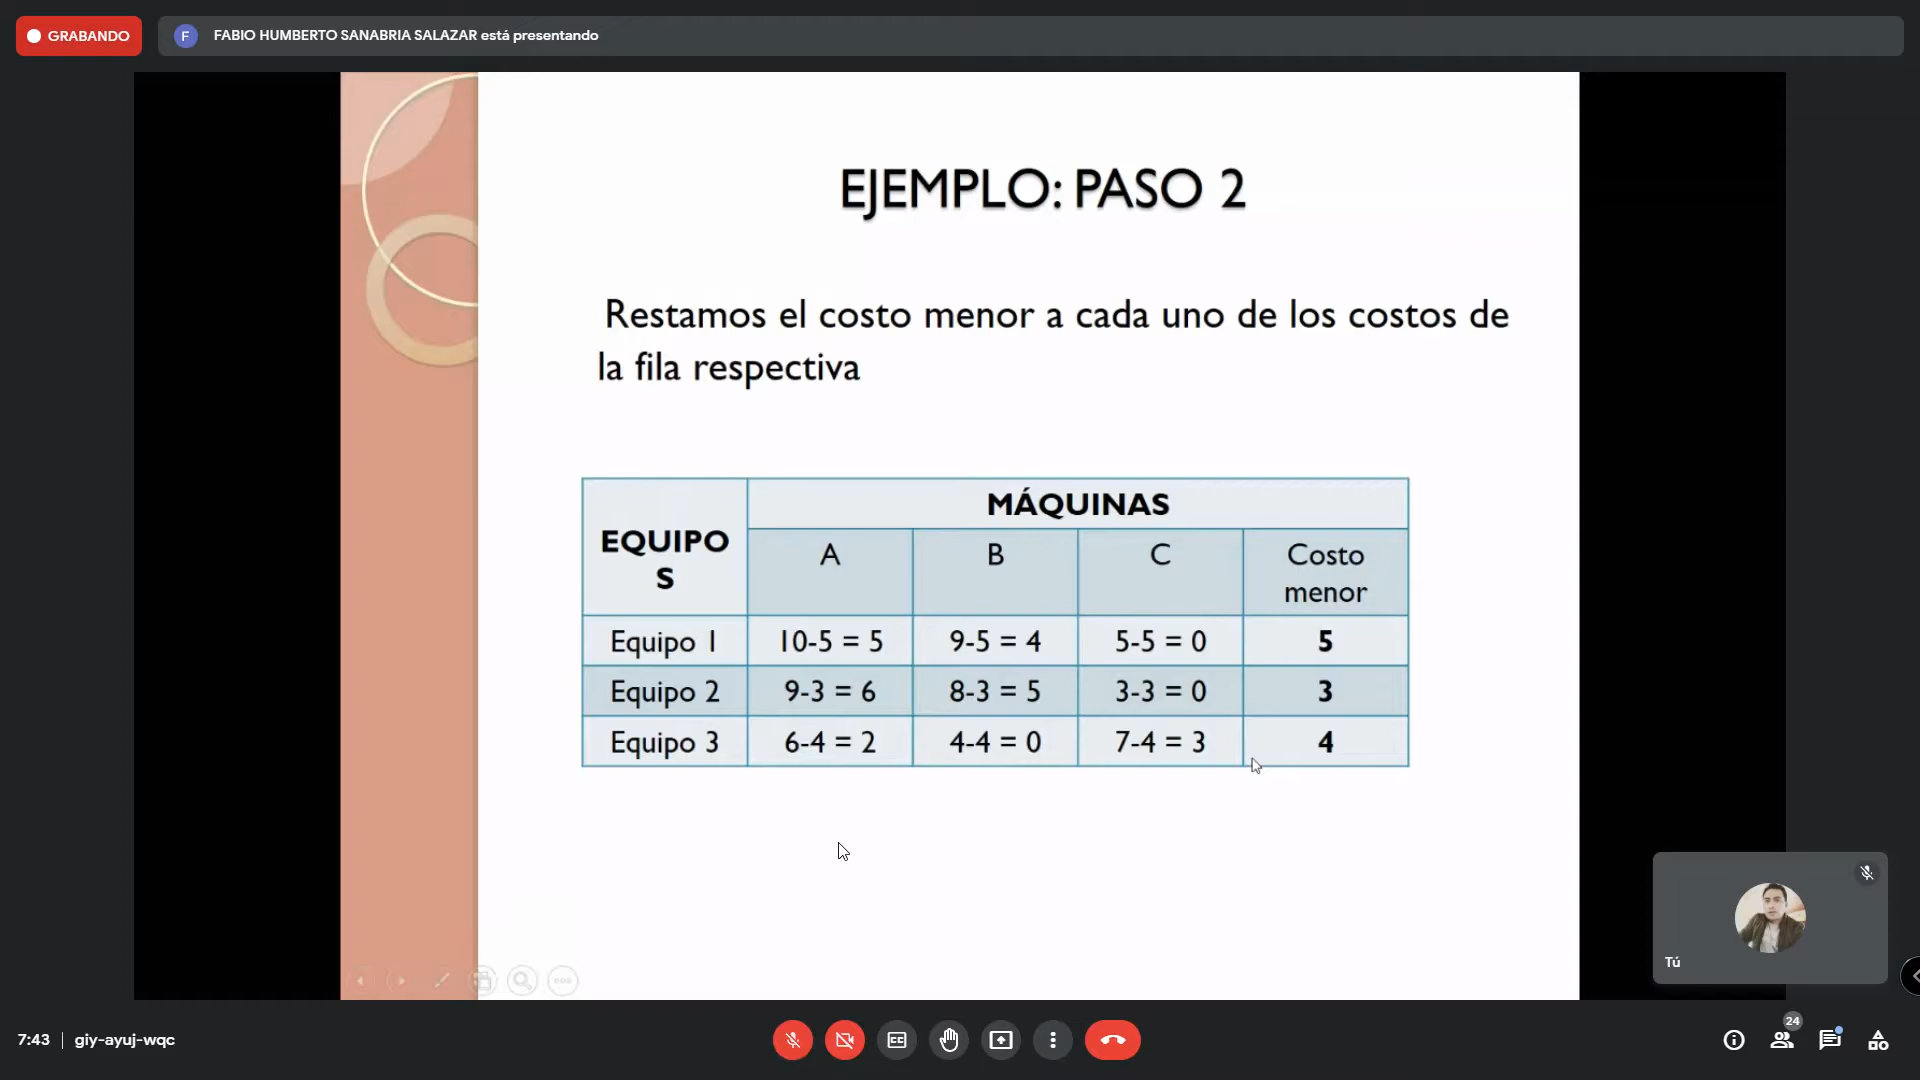 GRABANDO
F
FABIO HUMBERTO SANABRIA SALAZAR está presentando
EJEMPLO: PASO 2
Restamos el costo menor a cada uno de los costos de
la fila respectiva
EQUIPO
S
MÁQUINAS
A B C Costo
menor
Equipo 1 10-5 = 5 9-5 = 4 5-5 = 0 5
Equipo 2 9-3 = 6 8-3 = 5 3-3 = 0 3
Equipo 3 6-4 = 2 4-4 = 0 7-4 = 3 4
Tú
7:43 | giy-ayuj-wqc
24